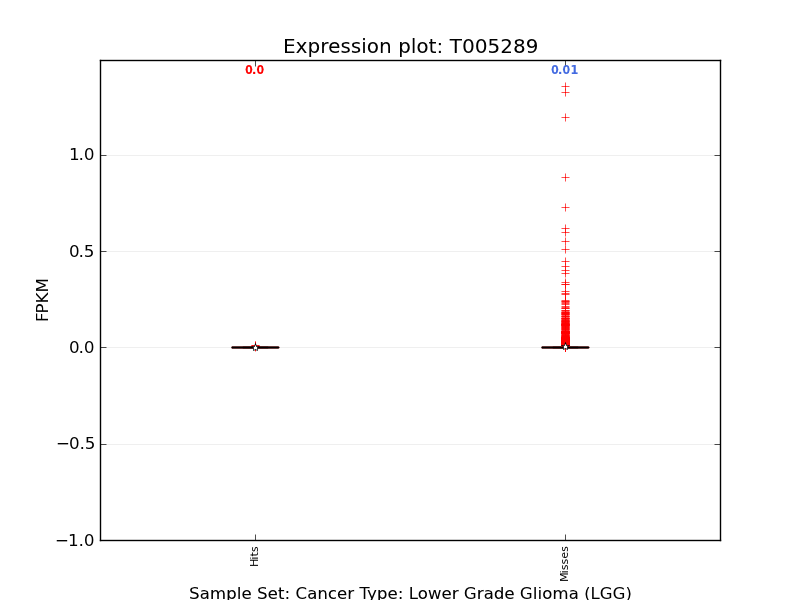 Expression plot: T005289
0.0 0.01
1.0
0.5
0.0
−0.5
−1.0
FPKM
Hits
Misses
Sample Set: Cancer Type: Lower Grade Glioma (LGG)